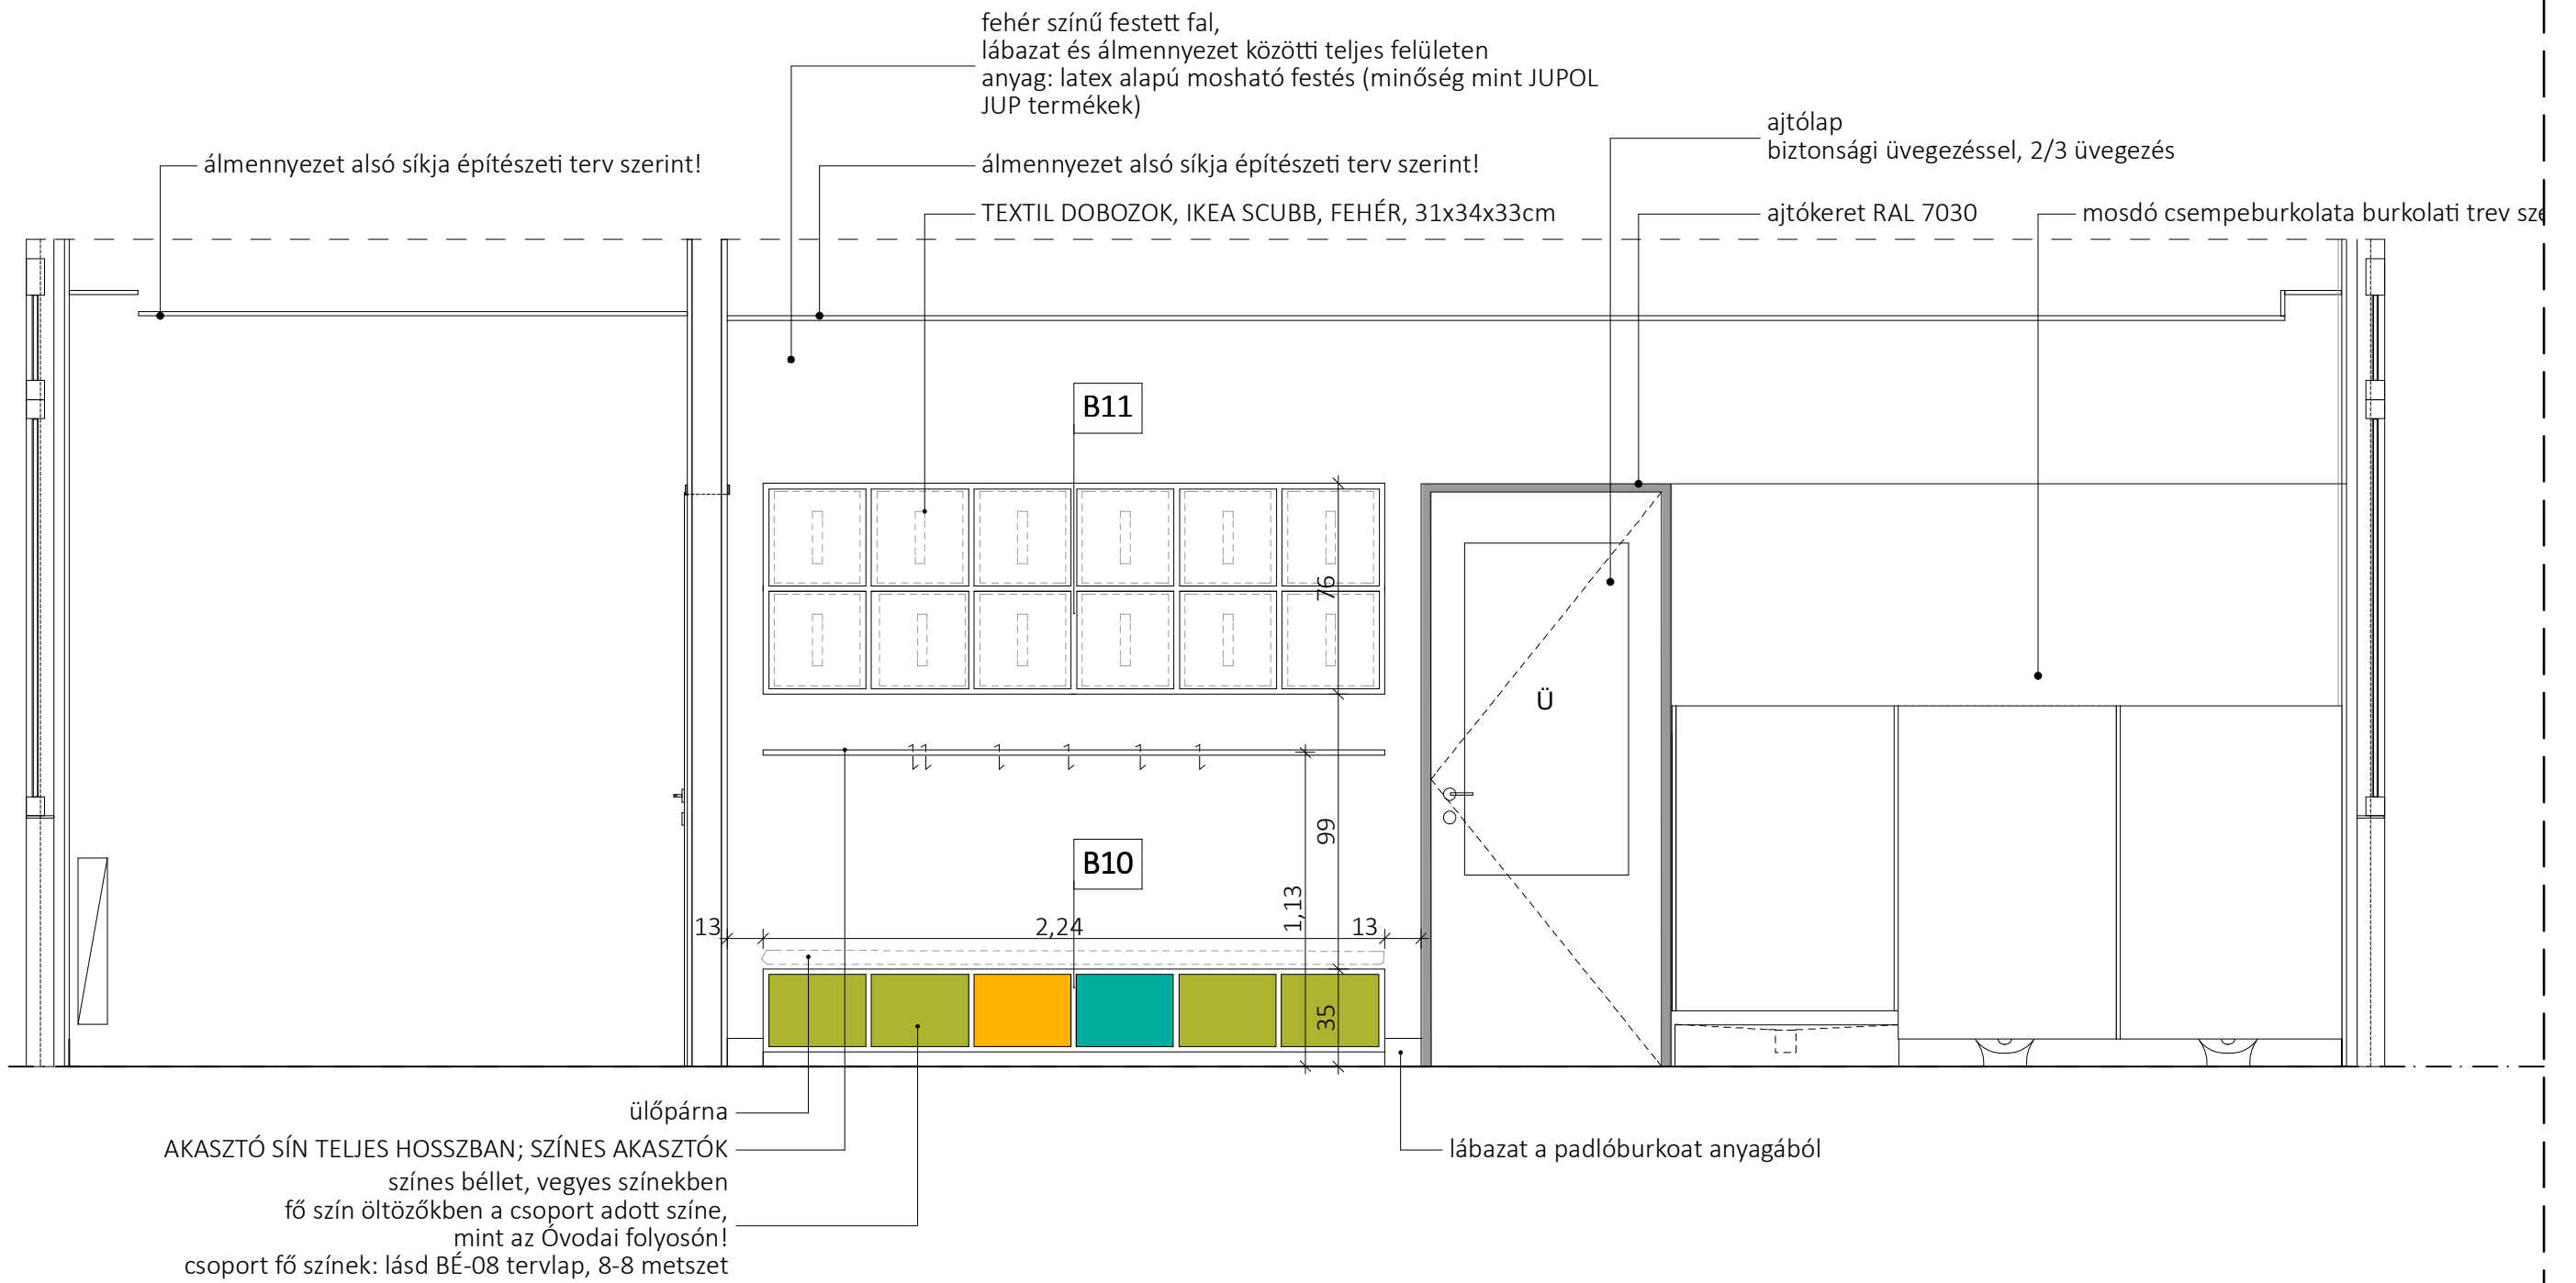 fehér színű festett fal,
lábazat és álmennyezet közötti teljes felületen
anyag: latex alapú mosható festés (minőség mint JUPOL
JUP termékek)
ajtólap
biztonsági üvegezéssel, 2/3 üvegezés
álmennyezet alsó síkja építészeti terv szerint!
álmennyezet alsó síkja építészeti terv szerint!
TEXTIL DOBOZOK, IKEA SCUBB, FEHÉR, 31x34x33cm
ajtókeret RAL 7030
mosdó csempeburkolata burkolati trev sze
B11
76
Ü
99
B10
1,13
13
2,24
13
35
ülőpárna
AKASZTÓ SÍN TELJES HOSSZBAN; SZÍNES AKASZTÓK
lábazat a padlóburkoat anyagából
színes béllet, vegyes színekben
fő szín öltözőkben a csoport adott színe,
mint az Óvodai folyosón!
csoport fő színek: lásd BÉ-08 tervlap, 8-8 metszet